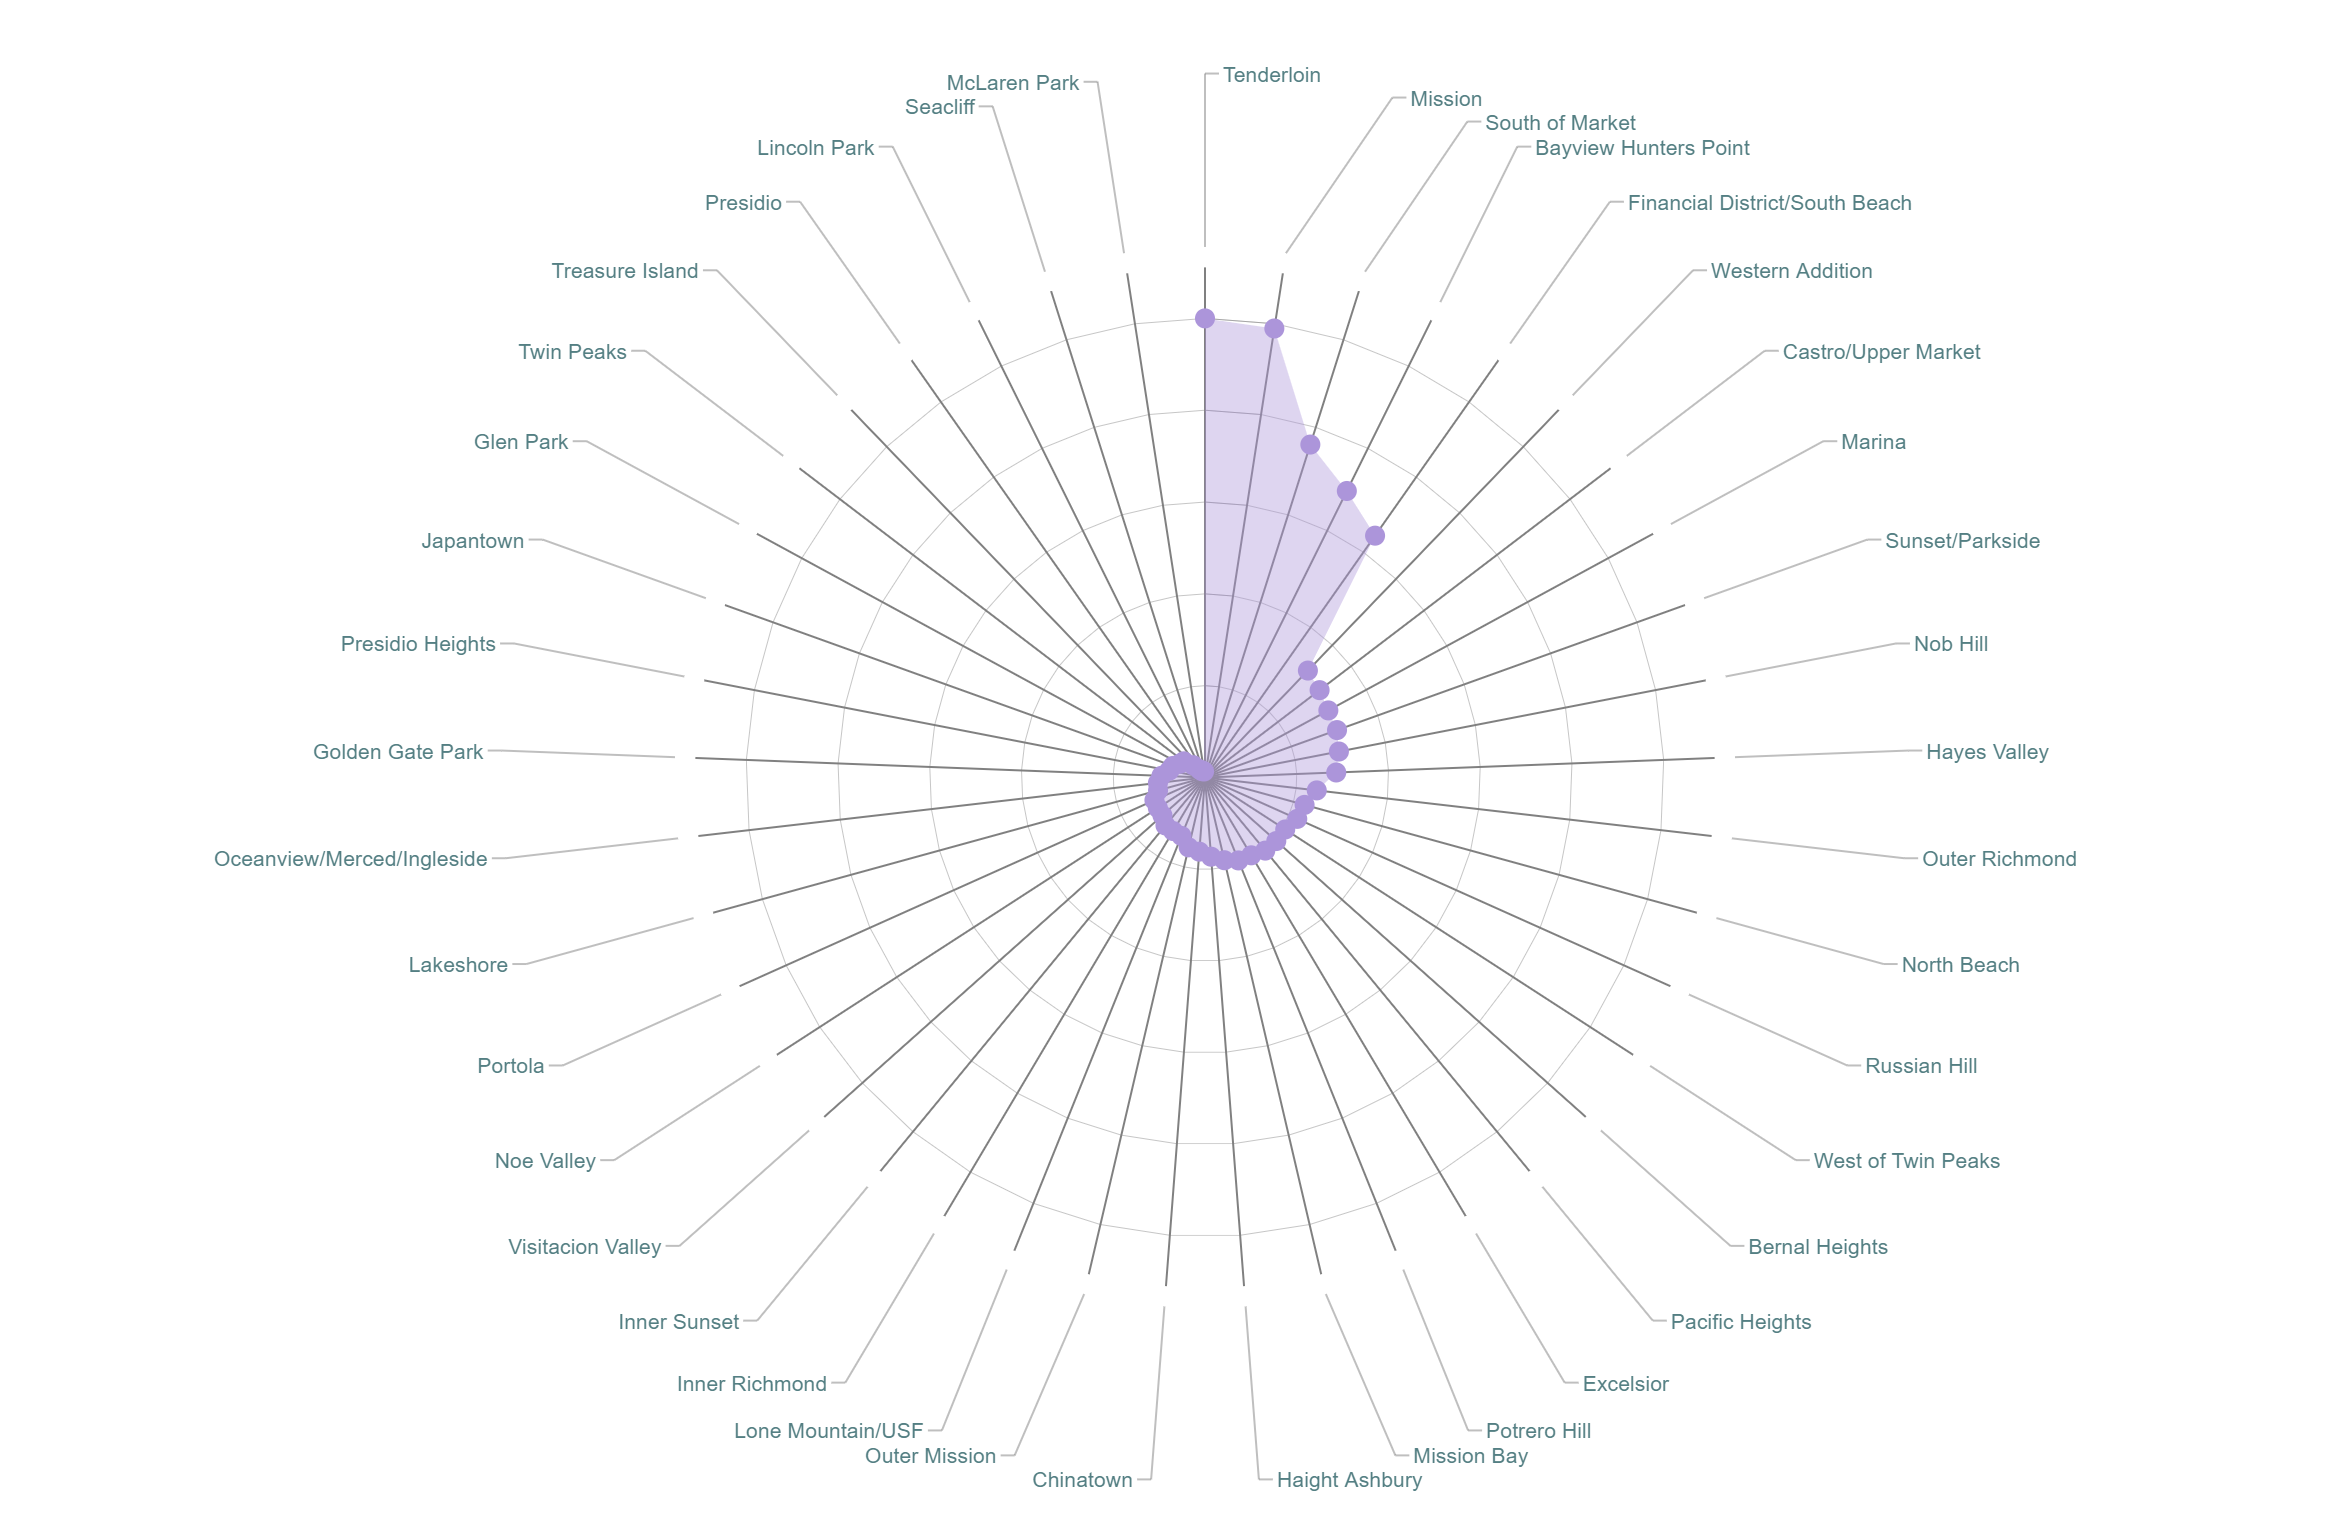 Tenderloin
Mission
South of Market
Bayview Hunters Point
Financial District/South Beach
Western Addition
Castro/Upper Market
Marina
Sunset/Parkside
Nob Hill
Hayes Valley
Outer Richmond
North Beach
Russian Hill
West of Twin Peaks
Bernal Heights
Pacific Heights
Excelsior
Potrero Hill
Mission Bay
Haight Ashbury
Chinatown
Outer Mission
Lone Mountain/USF
Inner Richmond
Inner Sunset
Visitacion Valley
Noe Valley
Portola
Lakeshore
Oceanview/Merced/Ingleside
Golden Gate Park
Presidio Heights
Japantown
Glen Park
Twin Peaks
Treasure Island
Presidio
Lincoln Park
Seacliff
McLaren Park